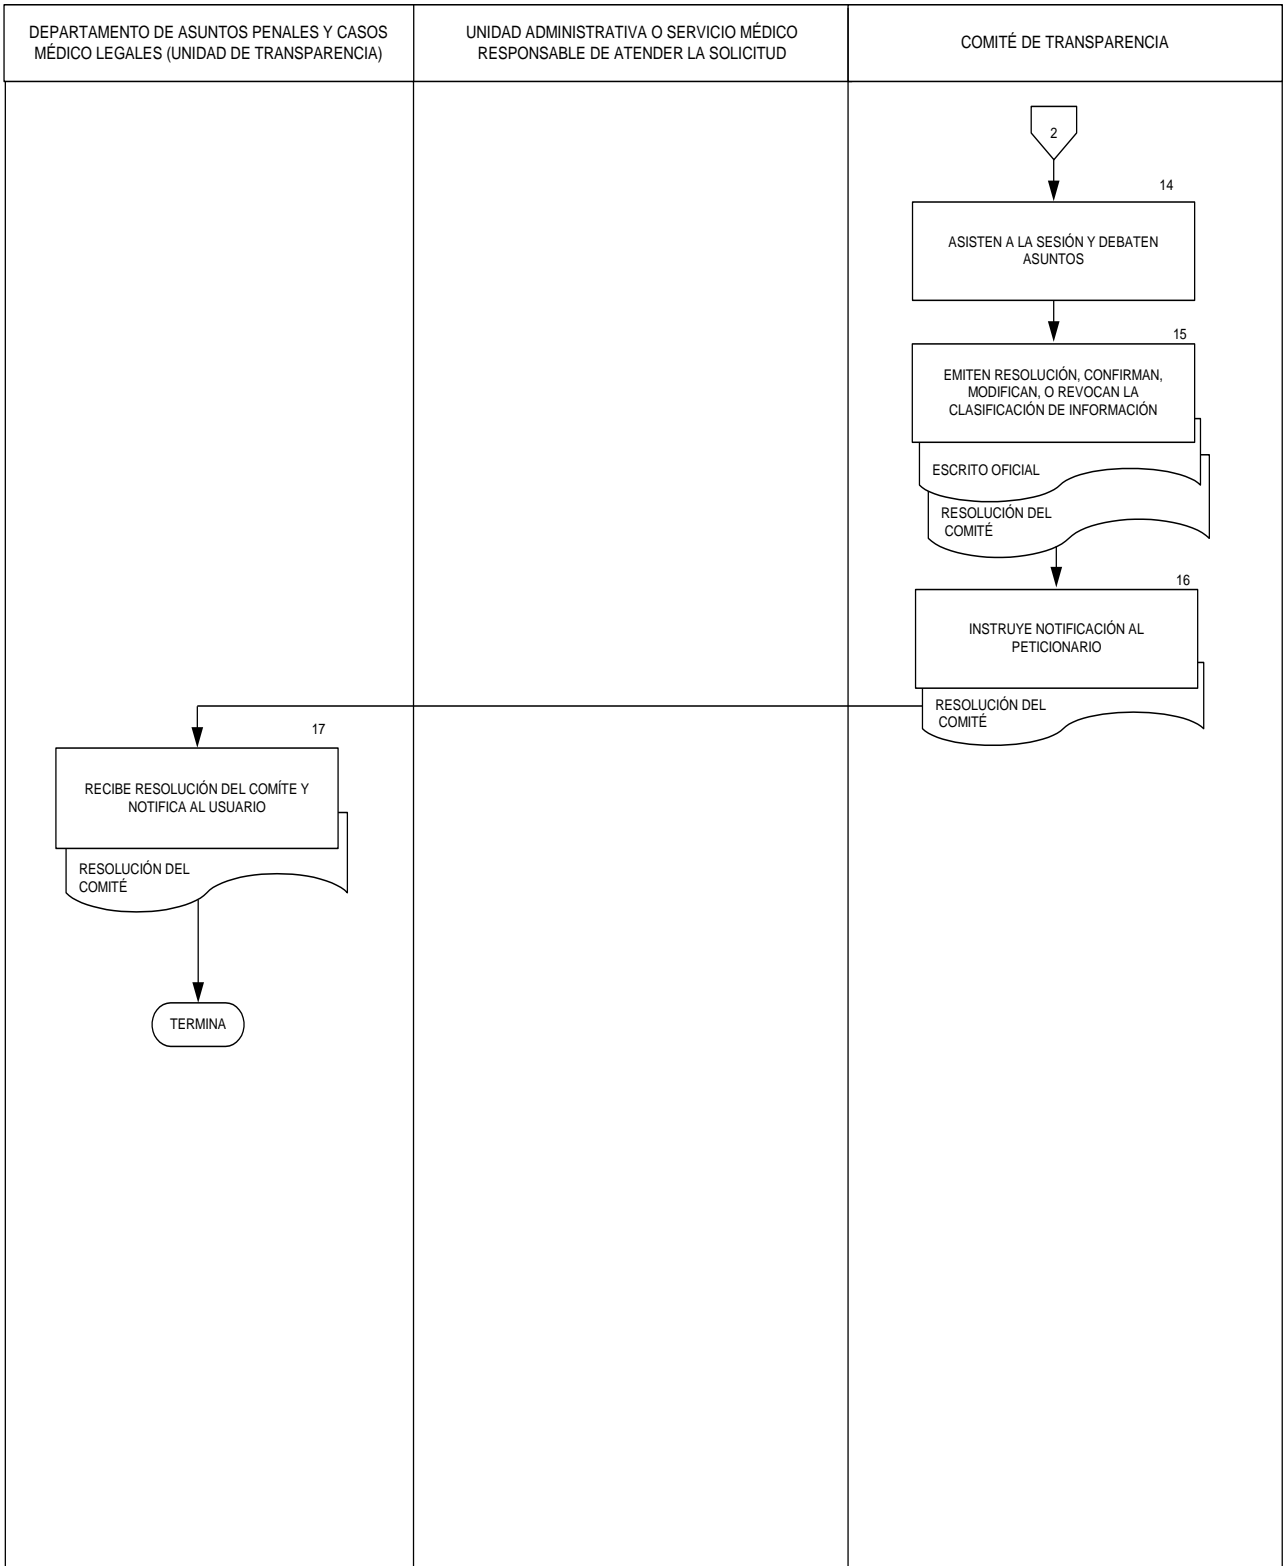 DEPARTAMENTO DE ASUNTOS PENALES Y CASOS
MÉDICO LEGALES (UNIDAD DE TRANSPARENCIA)
UNIDAD ADMINISTRATIVA O SERVICIO MÉDICO
RESPONSABLE DE ATENDER LA SOLICITUD
COMITÉ DE TRANSPARENCIA
2
14
ASISTEN A LA SESIÓN Y DEBATEN
ASUNTOS
15
EMITEN RESOLUCIÓN, CONFIRMAN,
MODIFICAN, O REVOCAN LA
CLASIFICACIÓN DE INFORMACIÓN
ESCRITO OFICIAL
RESOLUCIÓN DEL
COMITÉ
16
INSTRUYE NOTIFICACIÓN AL
PETICIONARIO
RESOLUCIÓN DEL
COMITÉ
17
RECIBE RESOLUCIÓN DEL COMÍTE Y
NOTIFICA AL USUARIO
RESOLUCIÓN DEL
COMITÉ
TERMINA